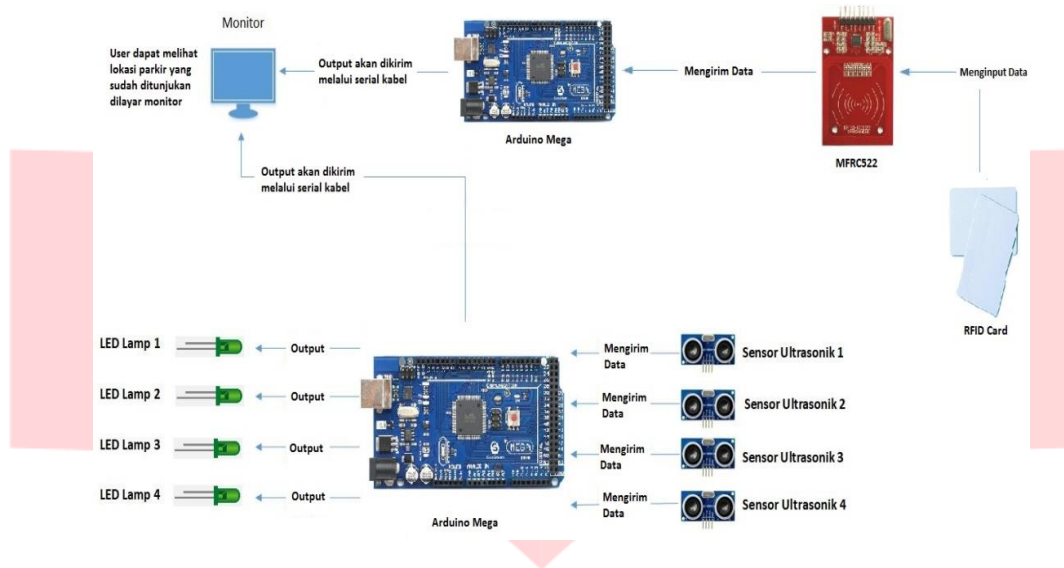 Monitor
User dapat melihat
lokasi parkir yang
sudah ditunjukan
dilayar monitor
Output akan dikirim
melalui serial kabel
Mengirim Data
Menginput Data
Arduino Mega
MFRC522
Output akan dikirim
melalui serial kabel
RFID Card
LED Lamp 1
Output
Mengirim
Data
Sensor Ultrasonik 1
LED Lamp 2
Output
Mengirim
Data
Sensor Ultrasonik 2
LED Lamp 3
Output
Mengirim
Data
Sensor Ultrasonik 3
LED Lamp 4
Output
Mengirim
Data
Sensor Ultrasonik 4
Arduino Mega